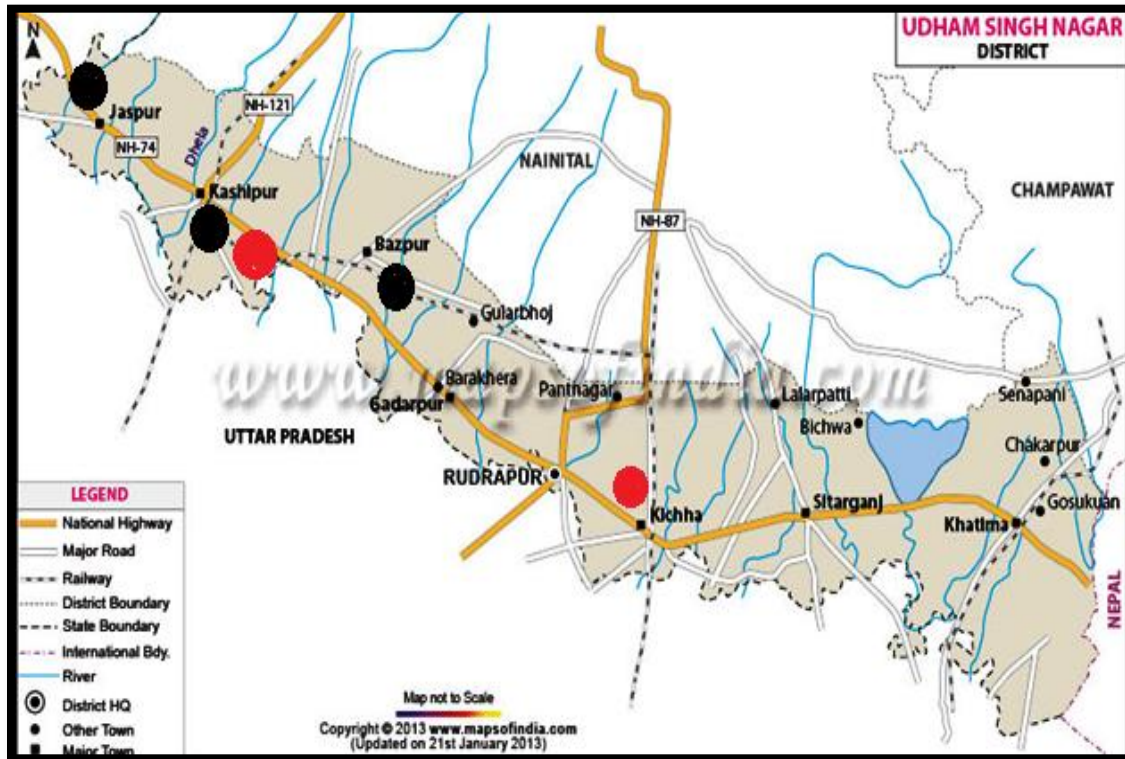 UDHAM SINGH NAGAR
DISTRICT
N
Jaspur
NH-121
NH-74
Dhela
Kashipur
NAINITAL
CHAMPAWAT
NH-87
Bazpur
Gularbhoj
www.mapsofindia.com
Barakhera
Gadarpur
Pantnagar
Lalarpatti
Senapani
Bichwa
UTTAR PRADESH
Chakarpur
RUDRAPUR
Kichha
Sitarganj
Khatima
Gosukuan
NEPAL
LEGEND
National Highway
Major Road
Railway
District Boundary
State Boundary
International Bdy.
River
District HQ
Other Town
Major Town
Map not to Scale
Copyright © 2013 www.mapsofindia.com
(Updated on 21st January 2013)